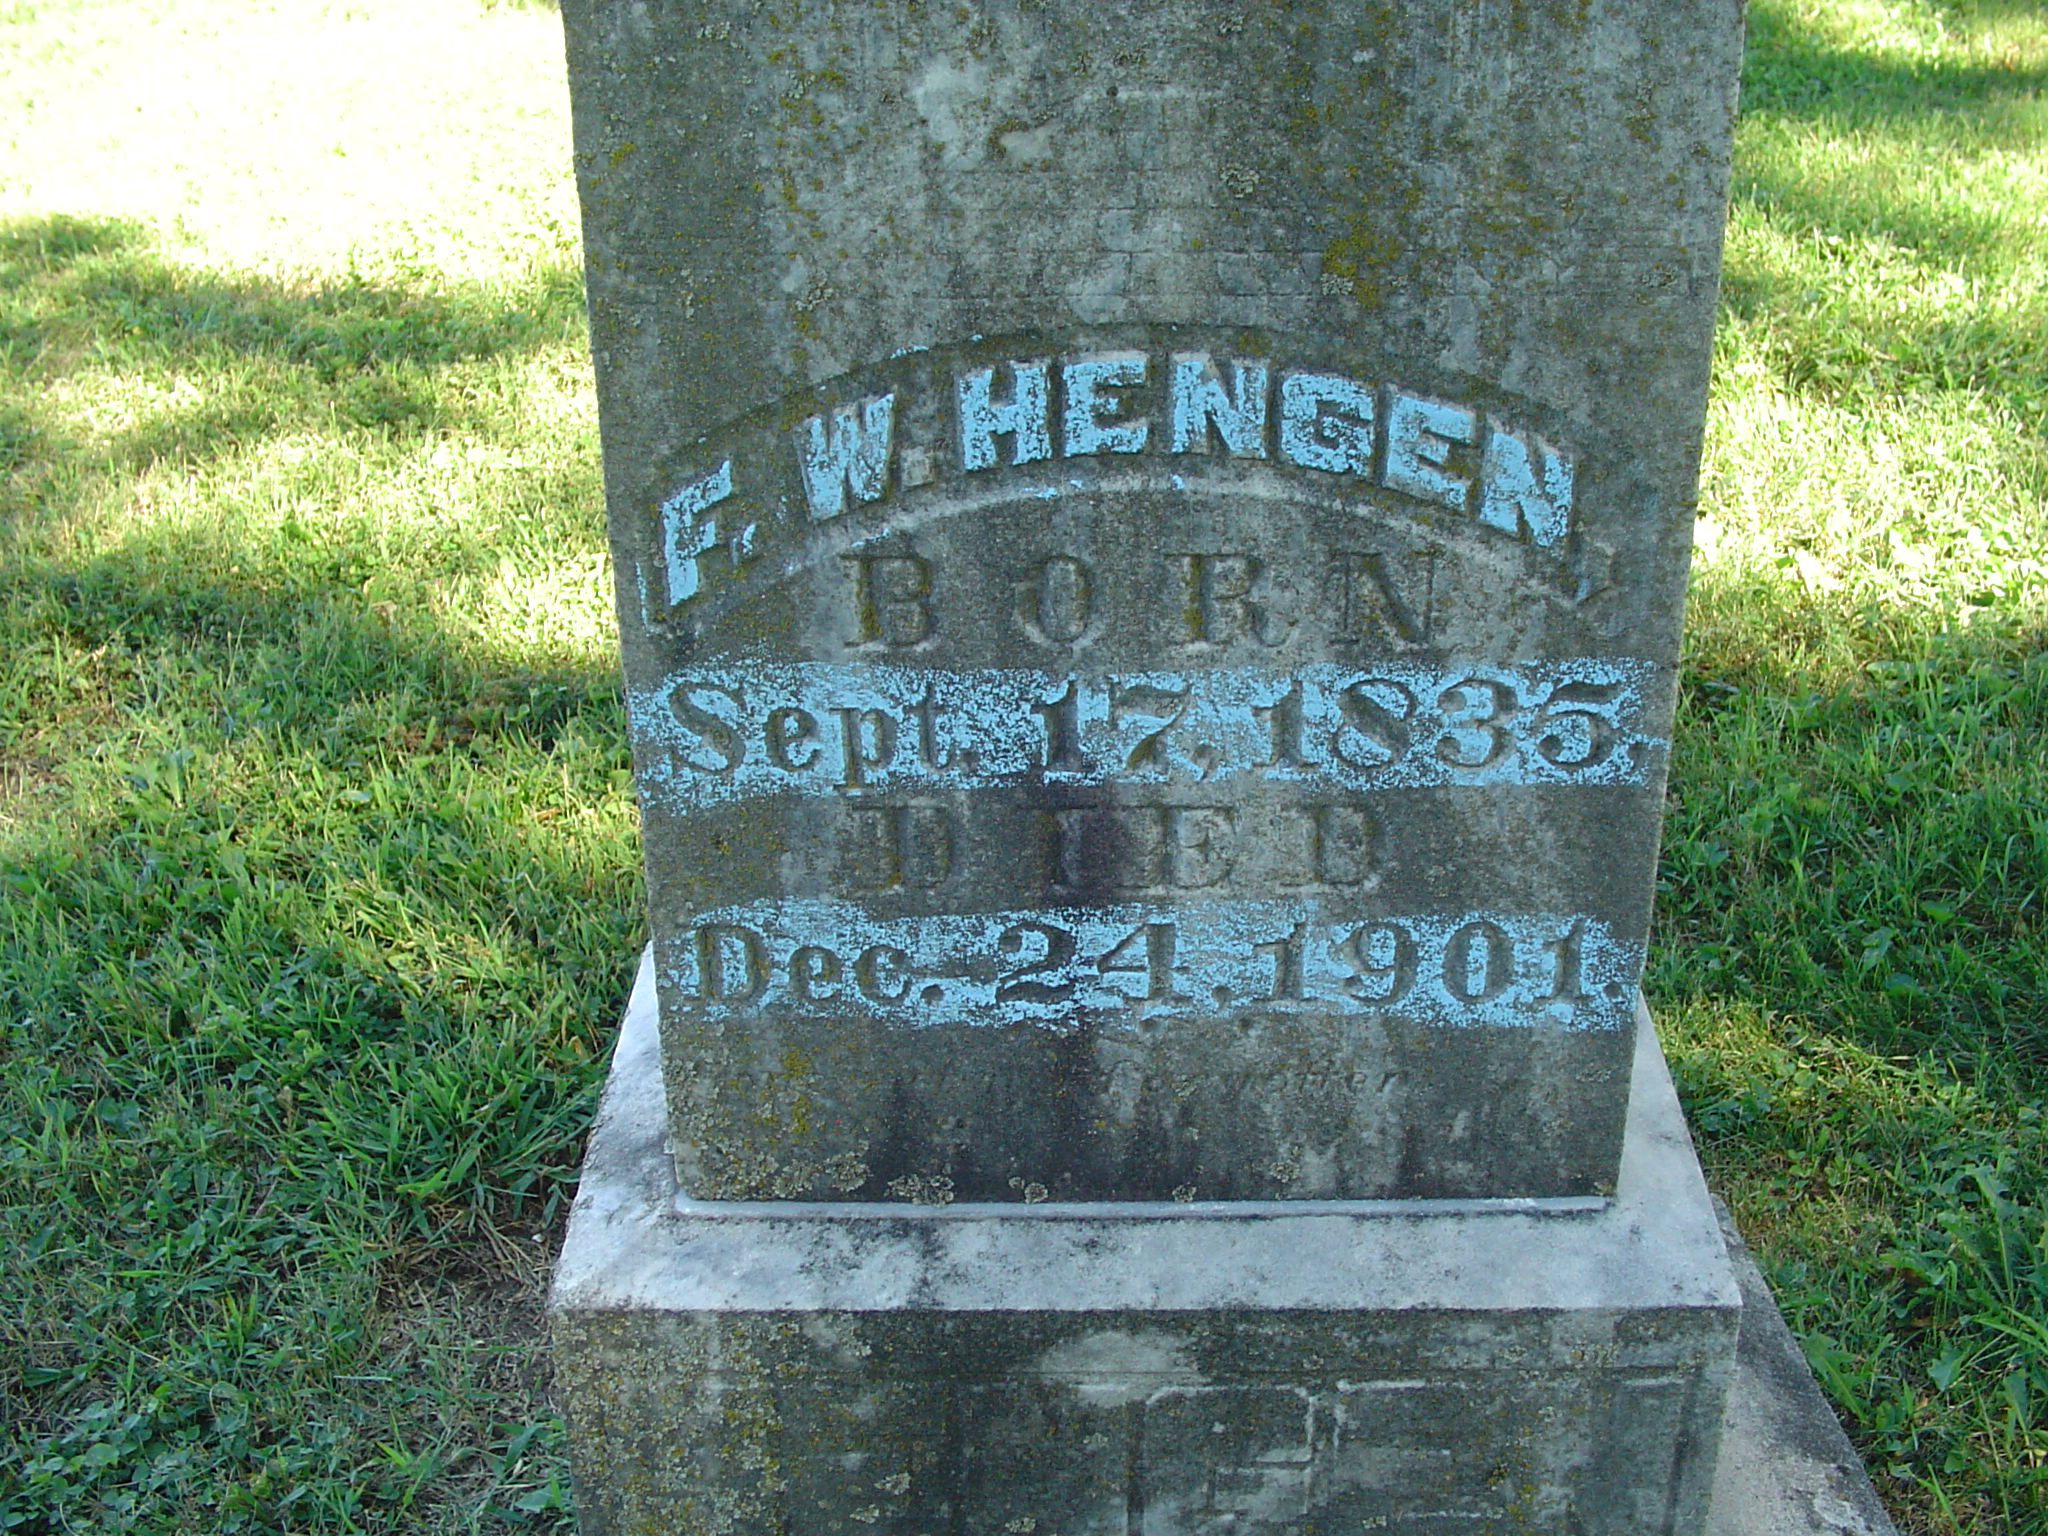 F. W. HENGEN
BORN
Sept. 17, 1835,
DIED
Dec. 24, 1901.